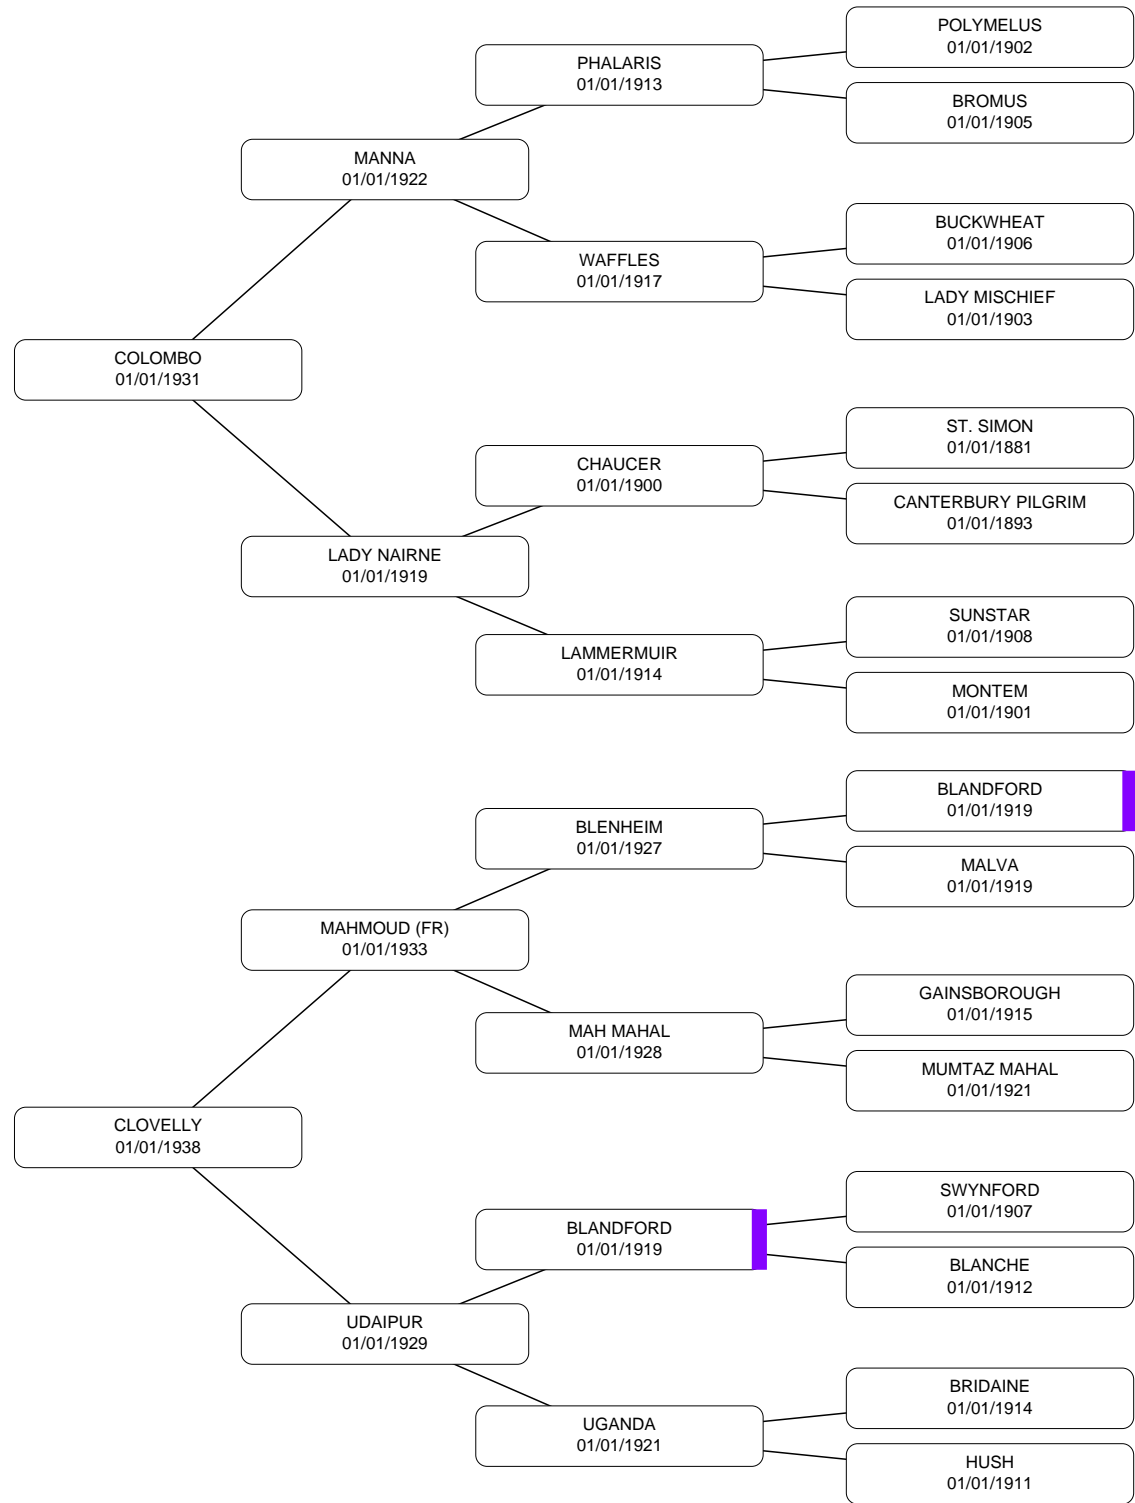 POLYMELUS
01/01/1902
PHALARIS
01/01/1913
BROMUS
01/01/1905
MANNA
01/01/1922
BUCKWHEAT
01/01/1906
WAFFLES
01/01/1917
LADY MISCHIEF
01/01/1903
COLOMBO
01/01/1931
ST. SIMON
01/01/1881
CHAUCER
01/01/1900
CANTERBURY PILGRIM
01/01/1893
LADY NAIRNE
01/01/1919
SUNSTAR
01/01/1908
LAMMERMUIR
01/01/1914
MONTEM
01/01/1901
BLANDFORD
01/01/1919
BLENHEIM
01/01/1927
MALVA
01/01/1919
MAHMOUD (FR)
01/01/1933
GAINSBOROUGH
01/01/1915
MAH MAHAL
01/01/1928
MUMTAZ MAHAL
01/01/1921
CLOVELLY
01/01/1938
SWYNFORD
01/01/1907
BLANDFORD
01/01/1919
BLANCHE
01/01/1912
UDAIPUR
01/01/1929
BRIDAINE
01/01/1914
UGANDA
01/01/1921
HUSH
01/01/1911